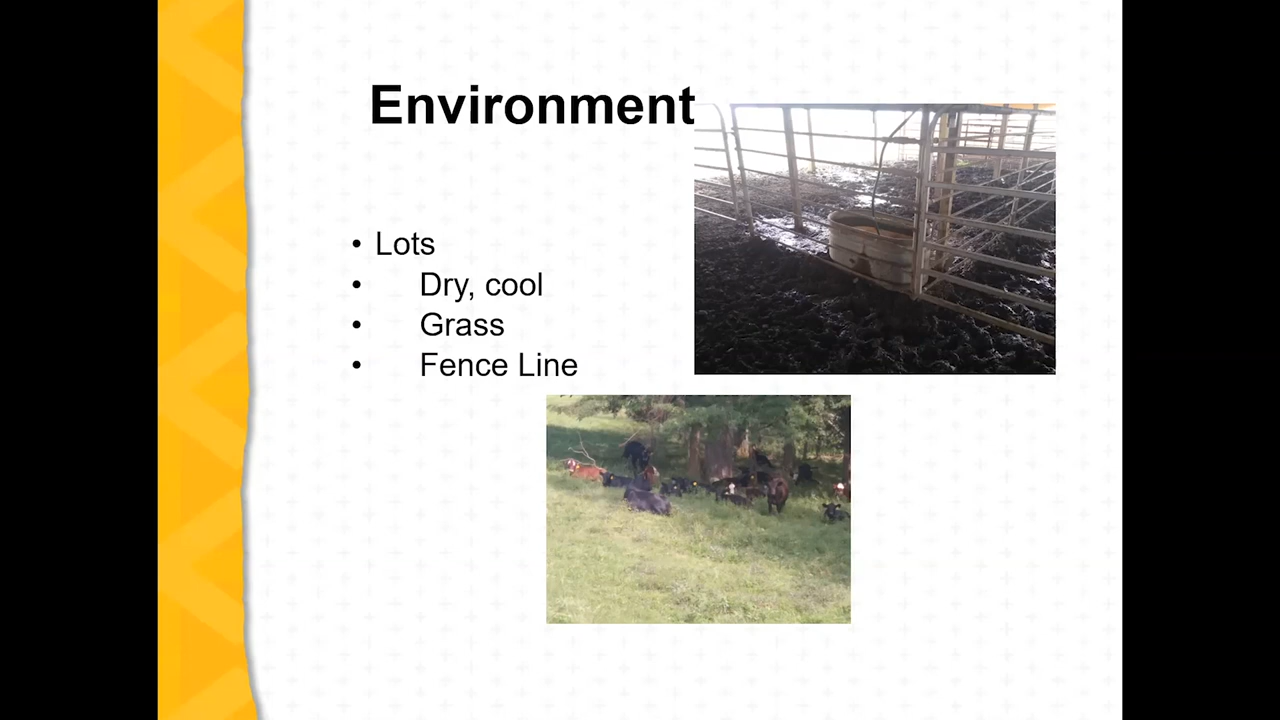 Environment
• Lots
• Dry, cool
• Grass
• Fence Line